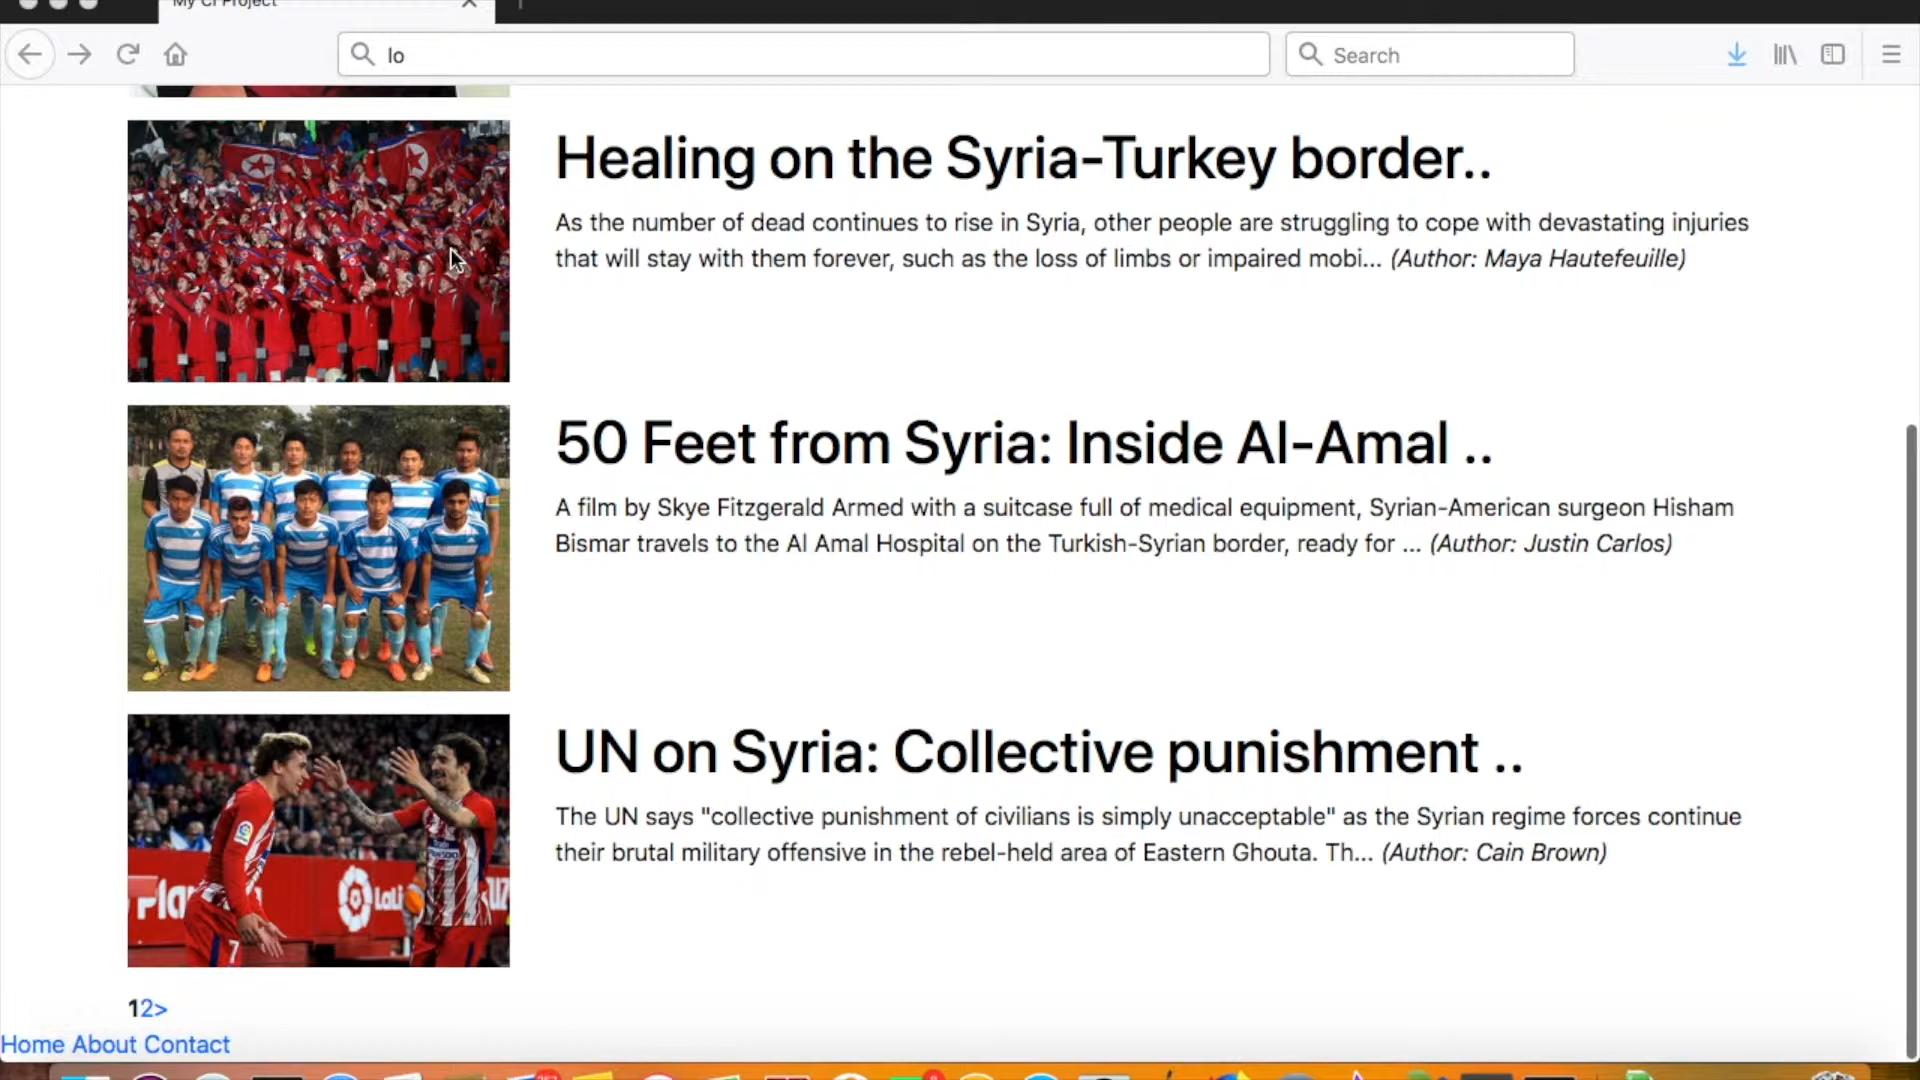 My CI Project
lo
Search
Healing on the Syria-Turkey border..
As the number of dead continues to rise in Syria, other people are struggling to cope with devastating injuries
that will stay with them forever, such as the loss of limbs or impaired mobi... (Author: Maya Hautefeuille)
50 Feet from Syria: Inside Al-Amal ..
A film by Skye Fitzgerald Armed with a suitcase full of medical equipment, Syrian-American surgeon Hisham
Bismar travels to the Al Amal Hospital on the Turkish-Syrian border, ready for ... (Author: Justin Carlos)
UN on Syria: Collective punishment ..
The UN says "collective punishment of civilians is simply unacceptable" as the Syrian regime forces continue
their brutal military offensive in the rebel-held area of Eastern Ghouta. Th... (Author: Cain Brown)
Pla
LaLi
7
12>
Home About Contact